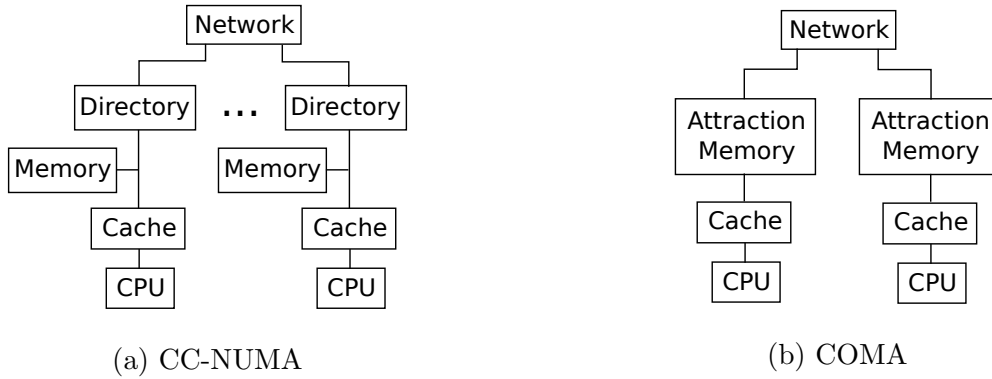 Network
Directory ... Directory
Memory Memory
Cache Cache
CPU CPU
(a) CC-NUMA
Network
Attraction
Memory
Attraction
Memory
Cache Cache
CPU CPU
(b) COMA